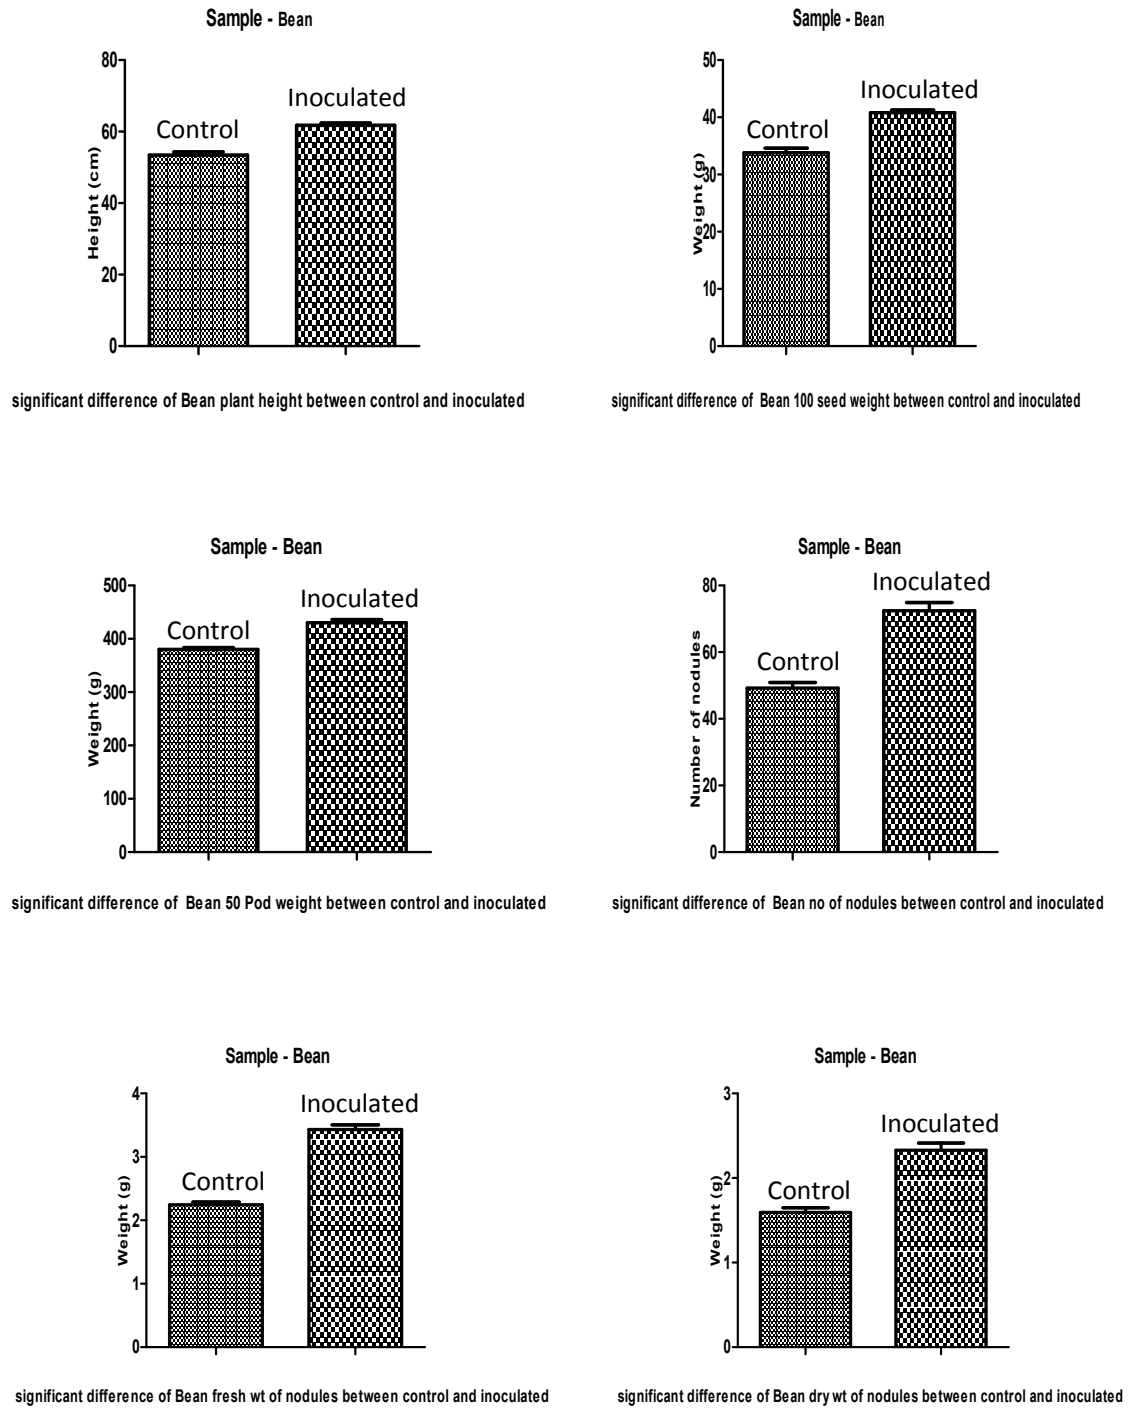 Sample - Bean
80
60
40
20
0
Height (cm)
Control
Inoculated
significant difference of Bean plant height between control and inoculated
Sample - Bean
50
40
30
20
10
0
Weight (g)
Control
Inoculated
significant difference of Bean 100 seed weight between control and inoculated
Sample - Bean
500
400
300
200
100
0
Weight (g)
Control
Inoculated
significant difference of Bean 50 Pod weight between control and inoculated
Sample - Bean
80
60
40
20
0
Number of nodules
Control
Inoculated
significant difference of Bean no of nodules between control and inoculated
Sample - Bean
4
3
2
1
0
Weight (g)
Control
Inoculated
significant difference of Bean fresh wt of nodules between control and inoculated
Sample - Bean
3
2
1
0
Weight (g)
Control
Inoculated
significant difference of Bean dry wt of nodules between control and inoculated